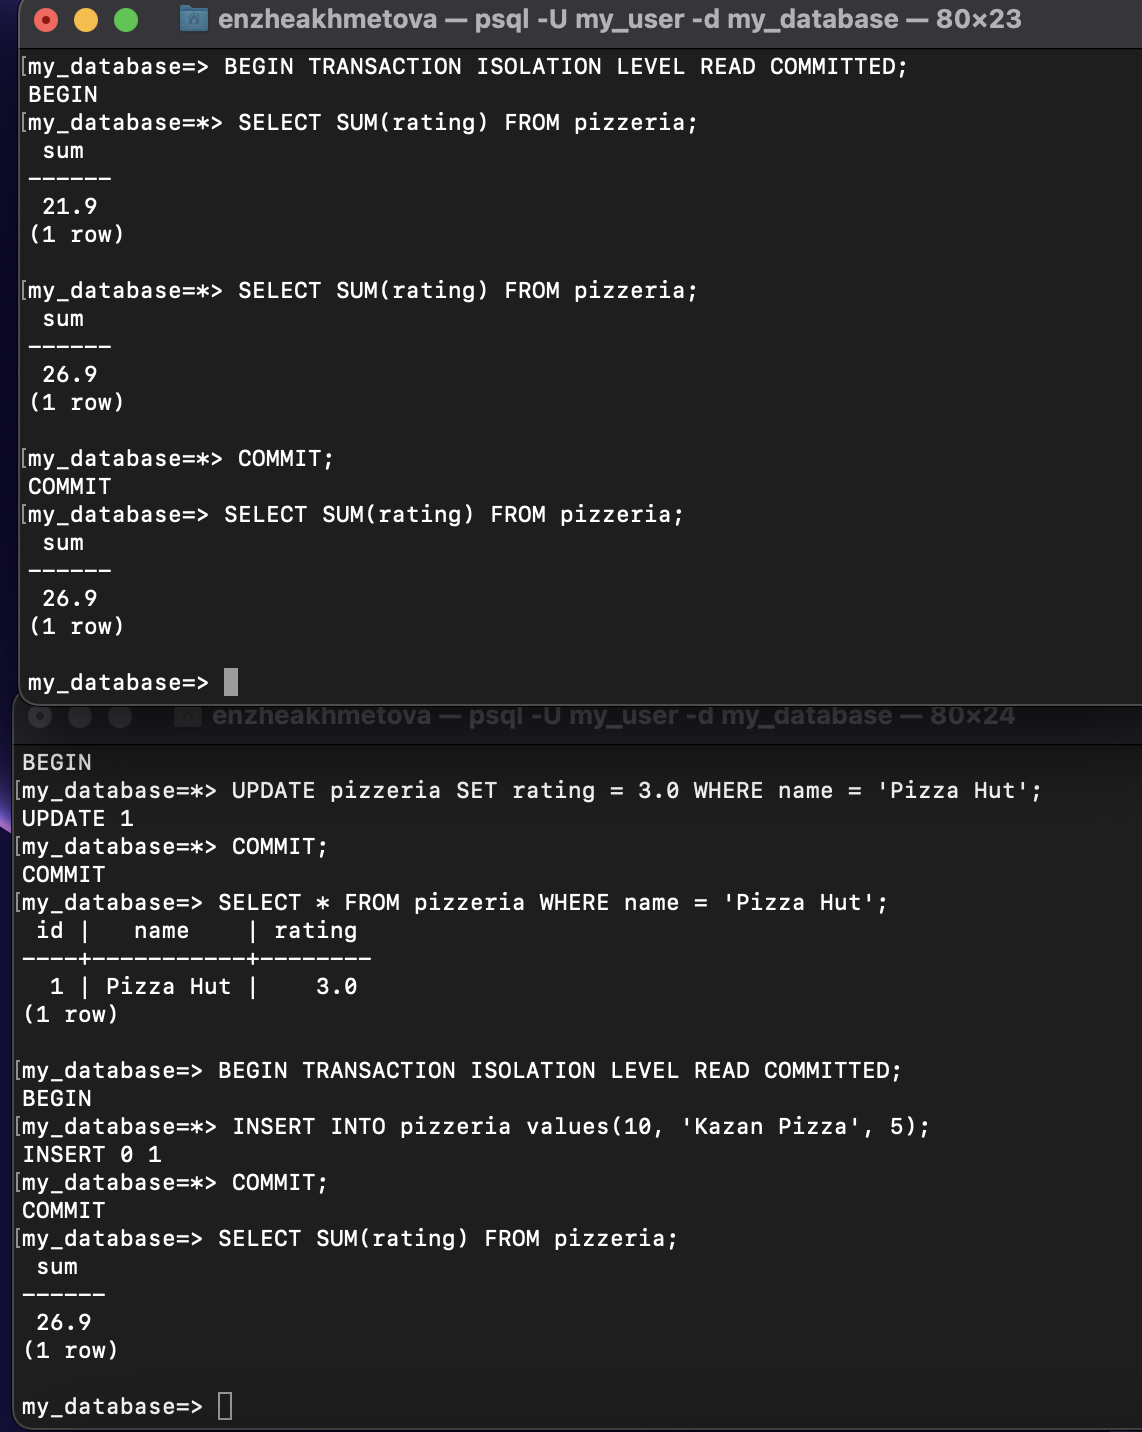 enzheakhmetova — psql -U my_user -d my_database — 80×23
[my_database=> BEGIN TRANSACTION ISOLATION LEVEL READ COMMITTED;
BEGIN
[my_database=*> SELECT SUM(rating) FROM pizzeria;
 sum
------
 21.9
(1 row)

[my_database=*> SELECT SUM(rating) FROM pizzeria;
 sum
------
 26.9
(1 row)

[my_database=*> COMMIT;
COMMIT
[my_database=> SELECT SUM(rating) FROM pizzeria;
 sum
------
 26.9
(1 row)

my_database=>
enzheakhmetova — psql -U my_user -d my_database — 80×24
BEGIN
[my_database=*> UPDATE pizzeria SET rating = 3.0 WHERE name = 'Pizza Hut';
UPDATE 1
[my_database=*> COMMIT;
COMMIT
[my_database=> SELECT * FROM pizzeria WHERE name = 'Pizza Hut';
 id |   name    | rating
----+-----------+--------
  1 | Pizza Hut |    3.0
(1 row)

[my_database=> BEGIN TRANSACTION ISOLATION LEVEL READ COMMITTED;
BEGIN
[my_database=*> INSERT INTO pizzeria values(10, 'Kazan Pizza', 5);
INSERT 0 1
[my_database=*> COMMIT;
COMMIT
[my_database=> SELECT SUM(rating) FROM pizzeria;
 sum
------
 26.9
(1 row)

my_database=>